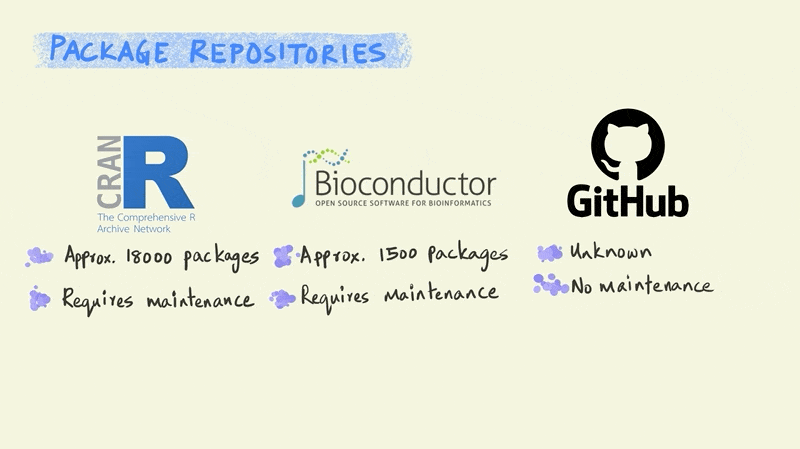 PACKAGE REPOSITORIES
CRAN
R
The Comprehensive R
Archive Network
Approx. 18000 packages
Requires maintenance
Bioconductor
OPEN SOURCE SOFTWARE FOR BIOINFORMATICS
Approx. 1500 Packages
Requires Maintenance
GitHub
Unknown
No maintenance